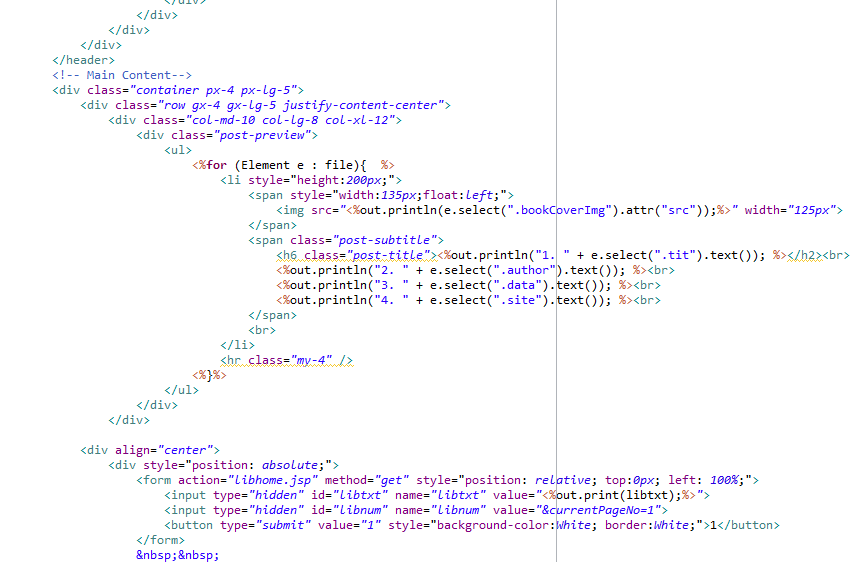 </div>
</div>
</div>
</div>
</header>
<!-- Main Content-->
<div class="container px-4 px-lg-5">
<div class="row gx-4 gx-lg-5 justify-content-center">
<div class="col-md-10 col-lg-8 col-xl-12">
<div class="post-preview">
<ul>
<%for (Element e : file){  %>
<li style="height:200px;">
<span style="width:135px;float:left;">
<img src="<%out.println(e.select(".bookCoverImg").attr("src"));%>" width="125px">
</span>
<span class="post-subtitle">
<h6 class="post-title"><%out.println("1. " + e.select(".tit").text()); %></h2><br>
<%out.println("2. " + e.select(".author").text()); %><br>
<%out.println("3. " + e.select(".data").text()); %><br>
<%out.println("4. " + e.select(".site").text()); %><br>
</span>
<br>
</li>
<hr class="my-4" />
<%}%>
</ul>
</div>
</div>
<div align="center">
<div style="position: absolute;">
<form action="libhome.jsp" method="get" style="position: relative; top:0px; left: 100%;">
<input type="hidden" id="libtxt" name="libtxt" value="<%out.print(libtxt);%>">
<input type="hidden" id="libnum" name="libnum" value="&currentPageNo=1">
<button type="submit" value="1" style="background-color:White; border:White;">1</button>
</form>
&nbsp;&nbsp;